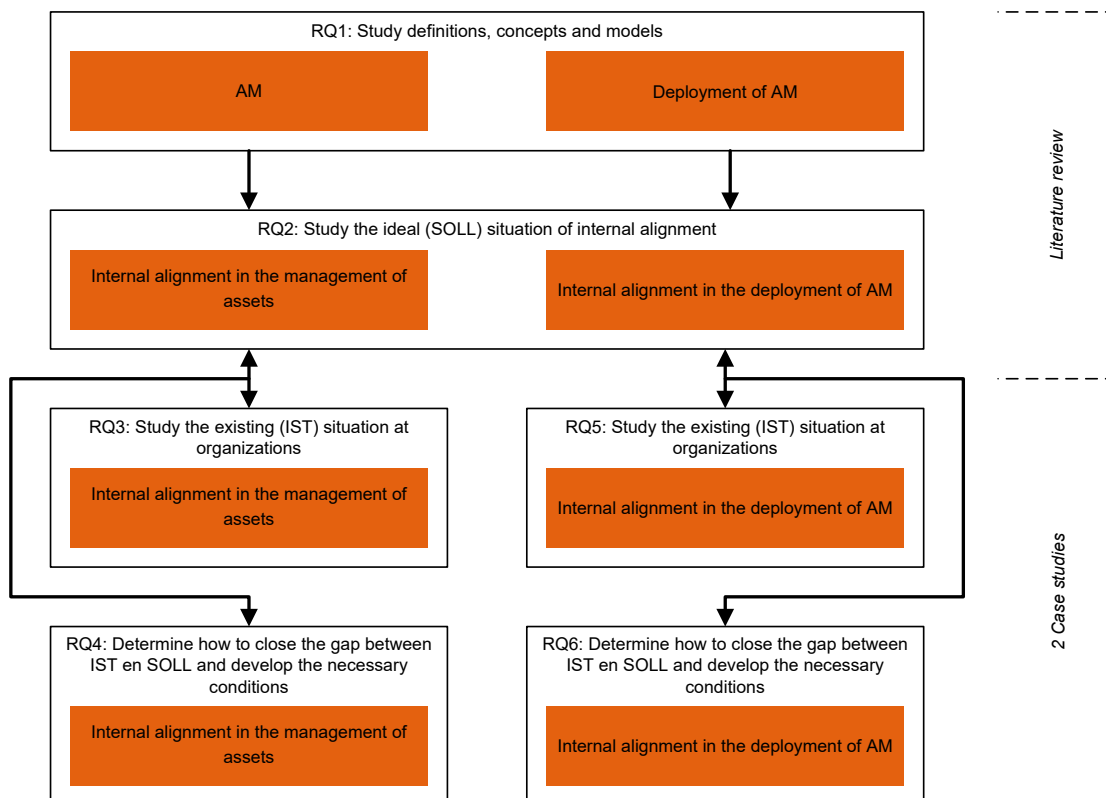 RQ1: Study definitions, concepts and models
AM
Deployment of AM
RQ2: Study the ideal (SOLL) situation of internal alignment
Internal alignment in the management of
assets
Internal alignment in the deployment of AM
Literature review
RQ3: Study the existing (IST) situation at
organizations
Internal alignment in the management of
assets
RQ5: Study the existing (IST) situation at
organizations
Internal alignment in the deployment of AM
RQ4: Determine how to close the gap between
IST en SOLL and develop the necessary
conditions
Internal alignment in the management of
assets
RQ6: Determine how to close the gap between
IST en SOLL and develop the necessary
conditions
Internal alignment in the deployment of AM
2 Case studies